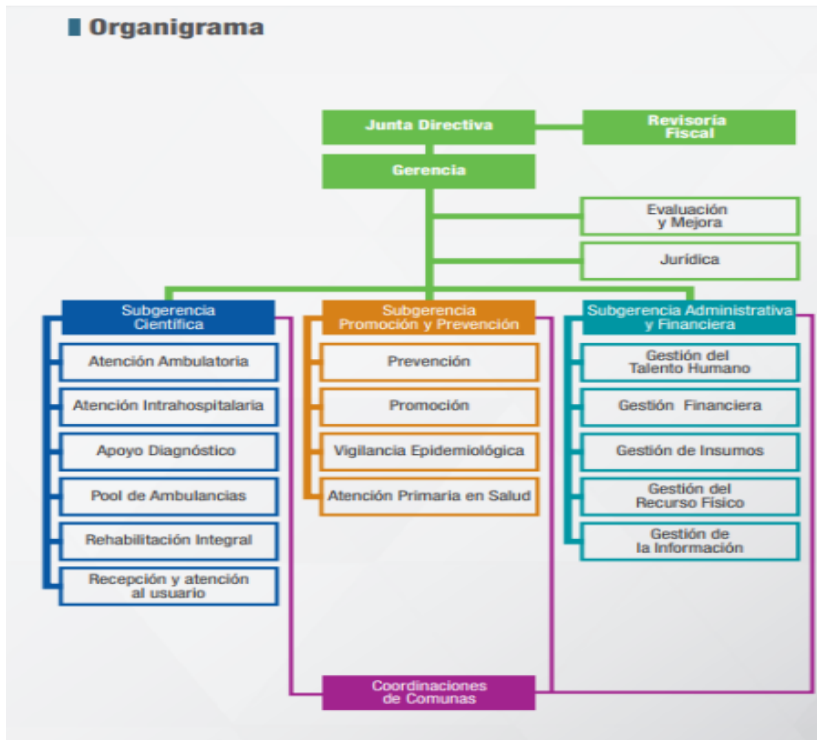 Organigrama
Junta Directiva
Revisoría
Fiscal
Gerencia
Evaluación
y Mejora
Jurídica
Subgerencia
Científica
Atención Ambulatoria
Atención Intrahospitalaria
Apoyo Diagnóstico
Pool de Ambulancias
Rehabilitación Integral
Recepción y atención
al usuario
Subgerencia
Promoción y Prevención
Prevención
Promoción
Vigilancia Epidemiológica
Atención Primaria en Salud
Subgerencia Administrativa
y Financiera
Gestión del
Talento Humano
Gestión Financiera
Gestión de Insumos
Gestión del
Recurso Físico
Gestión de
la Información
Coordinaciones
de Comunas